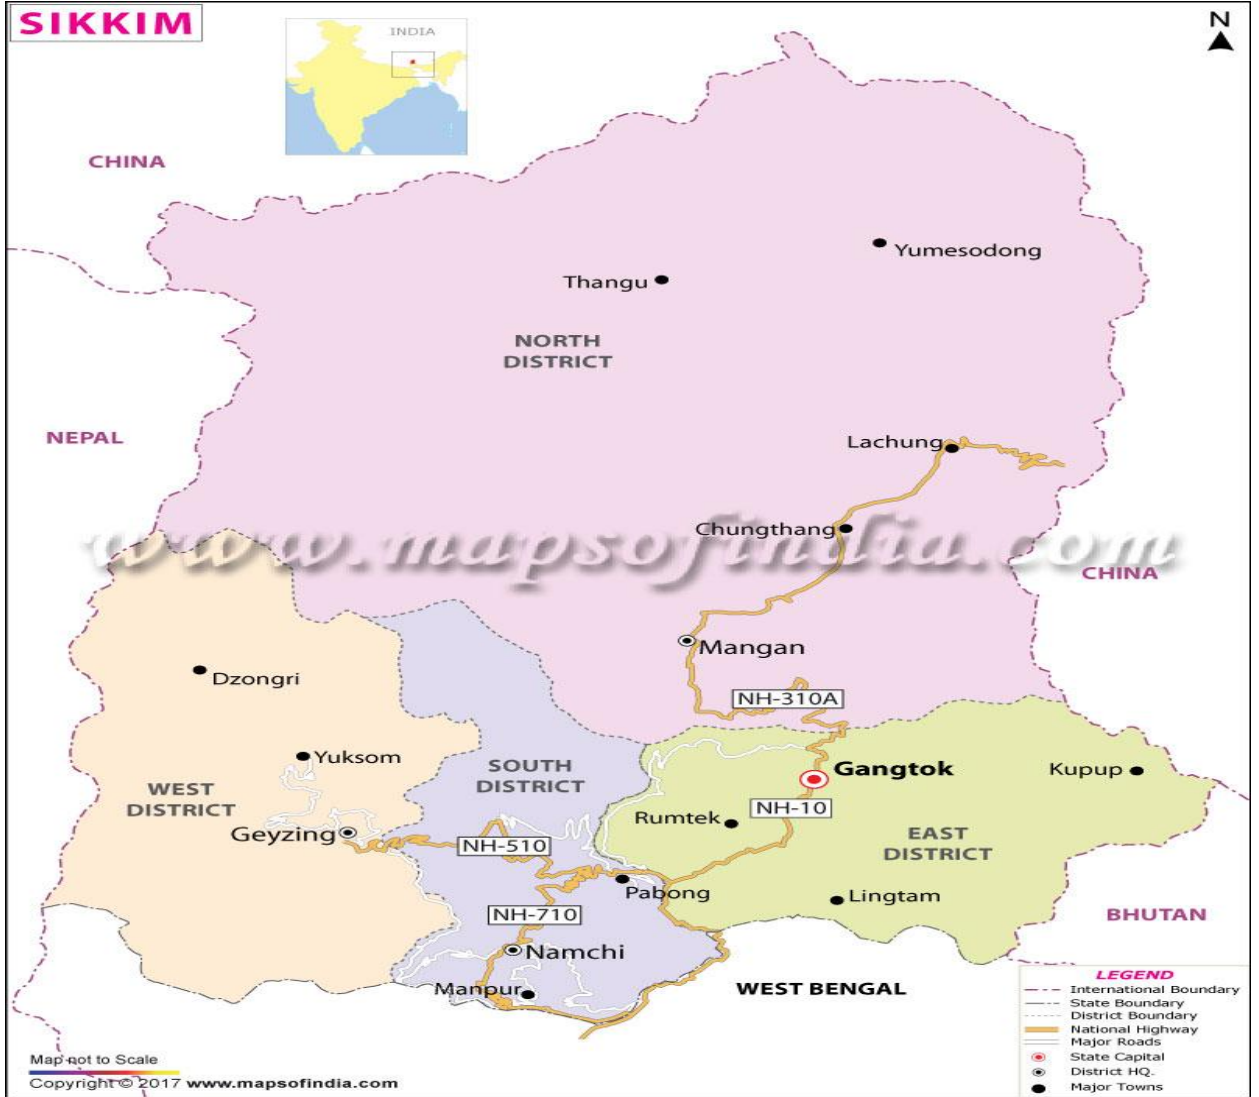 SIKKIM
INDIA
N
CHINA
Yumesodong
Thangu
NORTH
DISTRICT
NEPAL
Lachung
Chungthang
www.mapsofindia.com
CHINA
Mangan
Dzongri
NH-310A
Yuksom
SOUTH
DISTRICT
Gangtok
Kupup
WEST
DISTRICT
Geyzing
Rumtek
NH-10
NH-510
EAST
DISTRICT
Pabong
Lingtam
NH-710
BHUTAN
Namchi
Manpur
WEST BENGAL
LEGEND
International Boundary
State Boundary
District Boundary
National Highway
Major Roads
State Capital
District HQ.
Major Towns
Map not to Scale
Copyright © 2017 www.mapsofindia.com